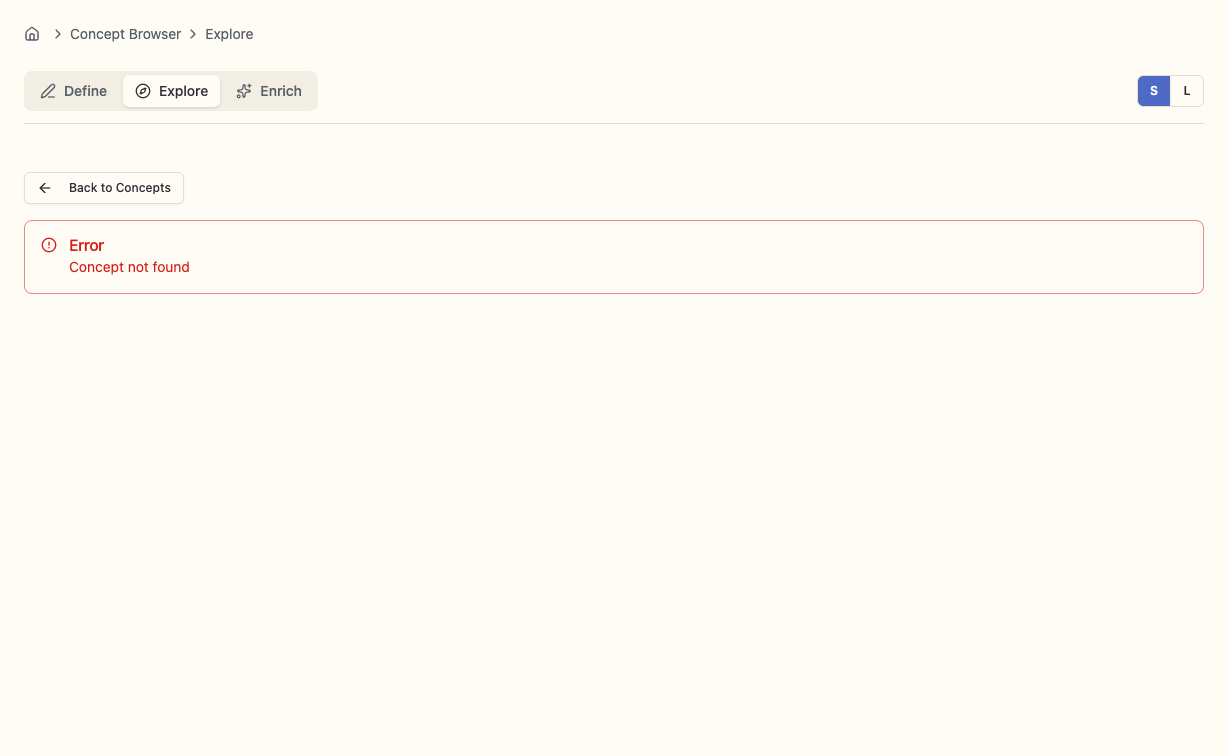 Concept Browser Explore
Define Explore Enrich S L
Back to Concepts
Error
Concept not found